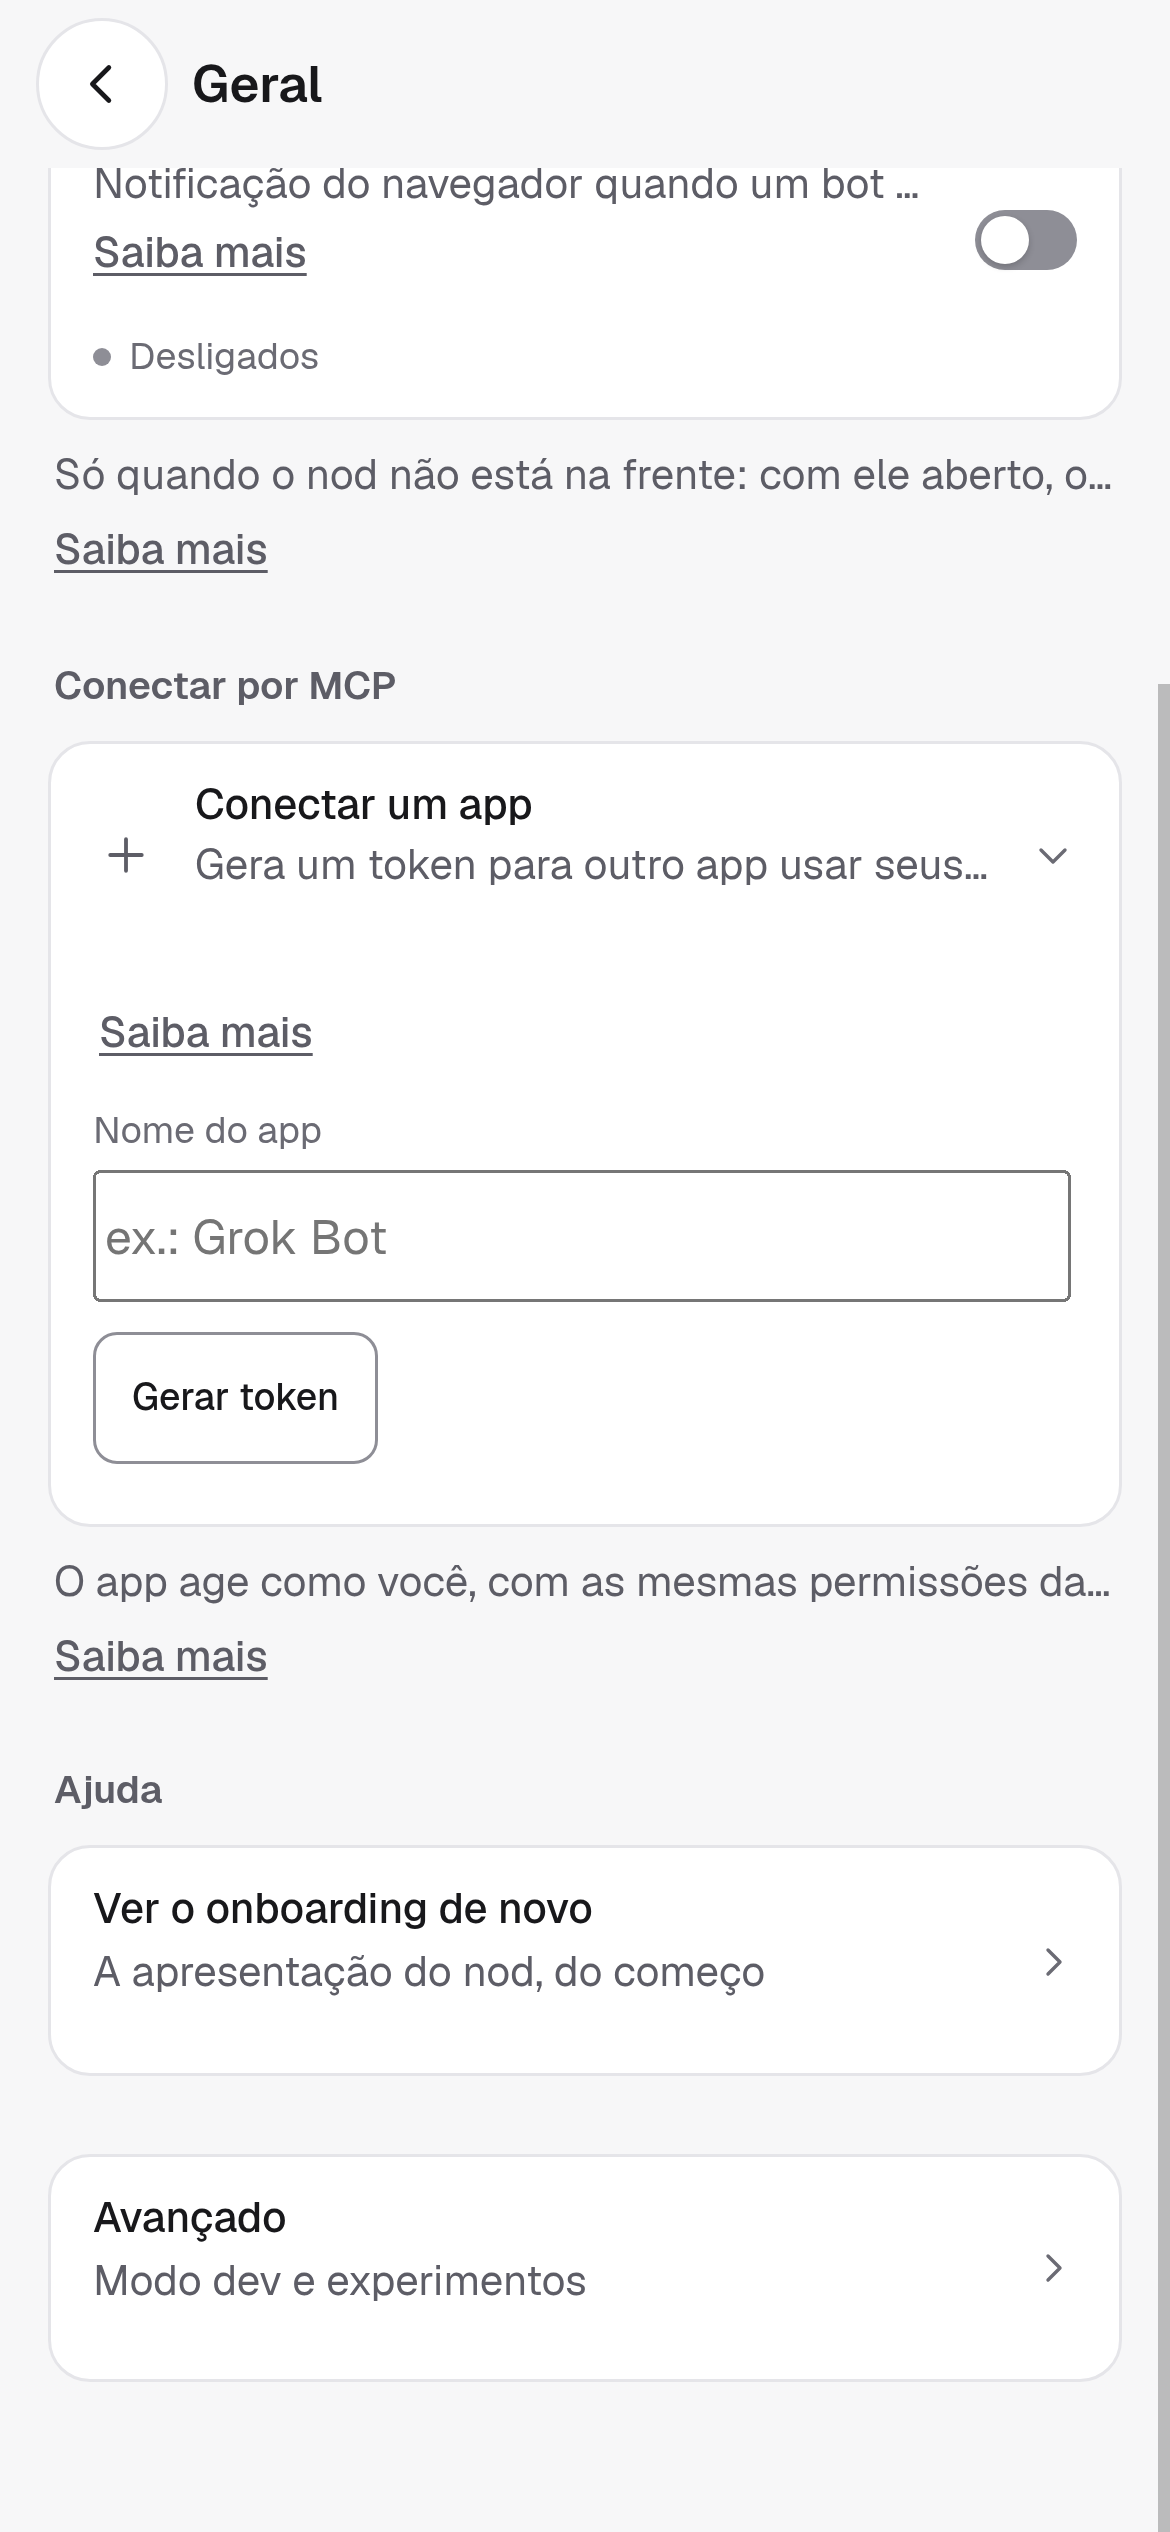 Geral
Notificação do navegador quando um bot ...
Saiba mais
Desligados
Só quando o nod não está na frente: com ele aberto, o...
Saiba mais
Conectar por MCP
Conectar um app
Gera um token para outro app usar seus...
Saiba mais
Nome do app
ex.: Grok Bot
Gerar token
O app age como você, com as mesmas permissões da...
Saiba mais
Ajuda
Ver o onboarding de novo
A apresentação do nod, do começo
Avançado
Modo dev e experimentos